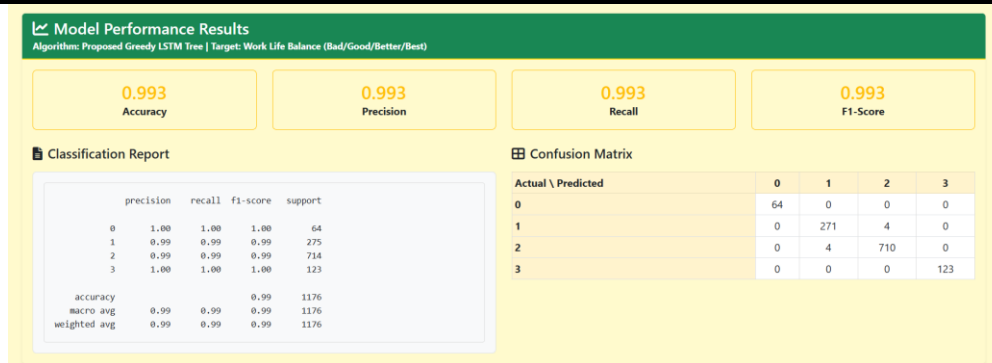 Model Performance Results
Algorithm: Proposed Greedy LSTM Tree | Target: Work Life Balance (Bad/Good/Better/Best)
0.993
Accuracy
0.993
Precision
0.993
Recall
0.993
F1-Score
Classification Report
precision recall f1-score support
0 1.00 1.00 1.00 64
1 0.99 0.99 0.99 275
2 0.99 0.99 0.99 714
3 1.00 1.00 1.00 123
accuracy 0.99 1176
macro avg 0.99 0.99 0.99 1176
weighted avg 0.99 0.99 0.99 1176
Confusion Matrix
Actual \ Predicted 0 1 2 3
0 64 0 0 0
1 0 271 4 0
2 0 4 710 0
3 0 0 0 123